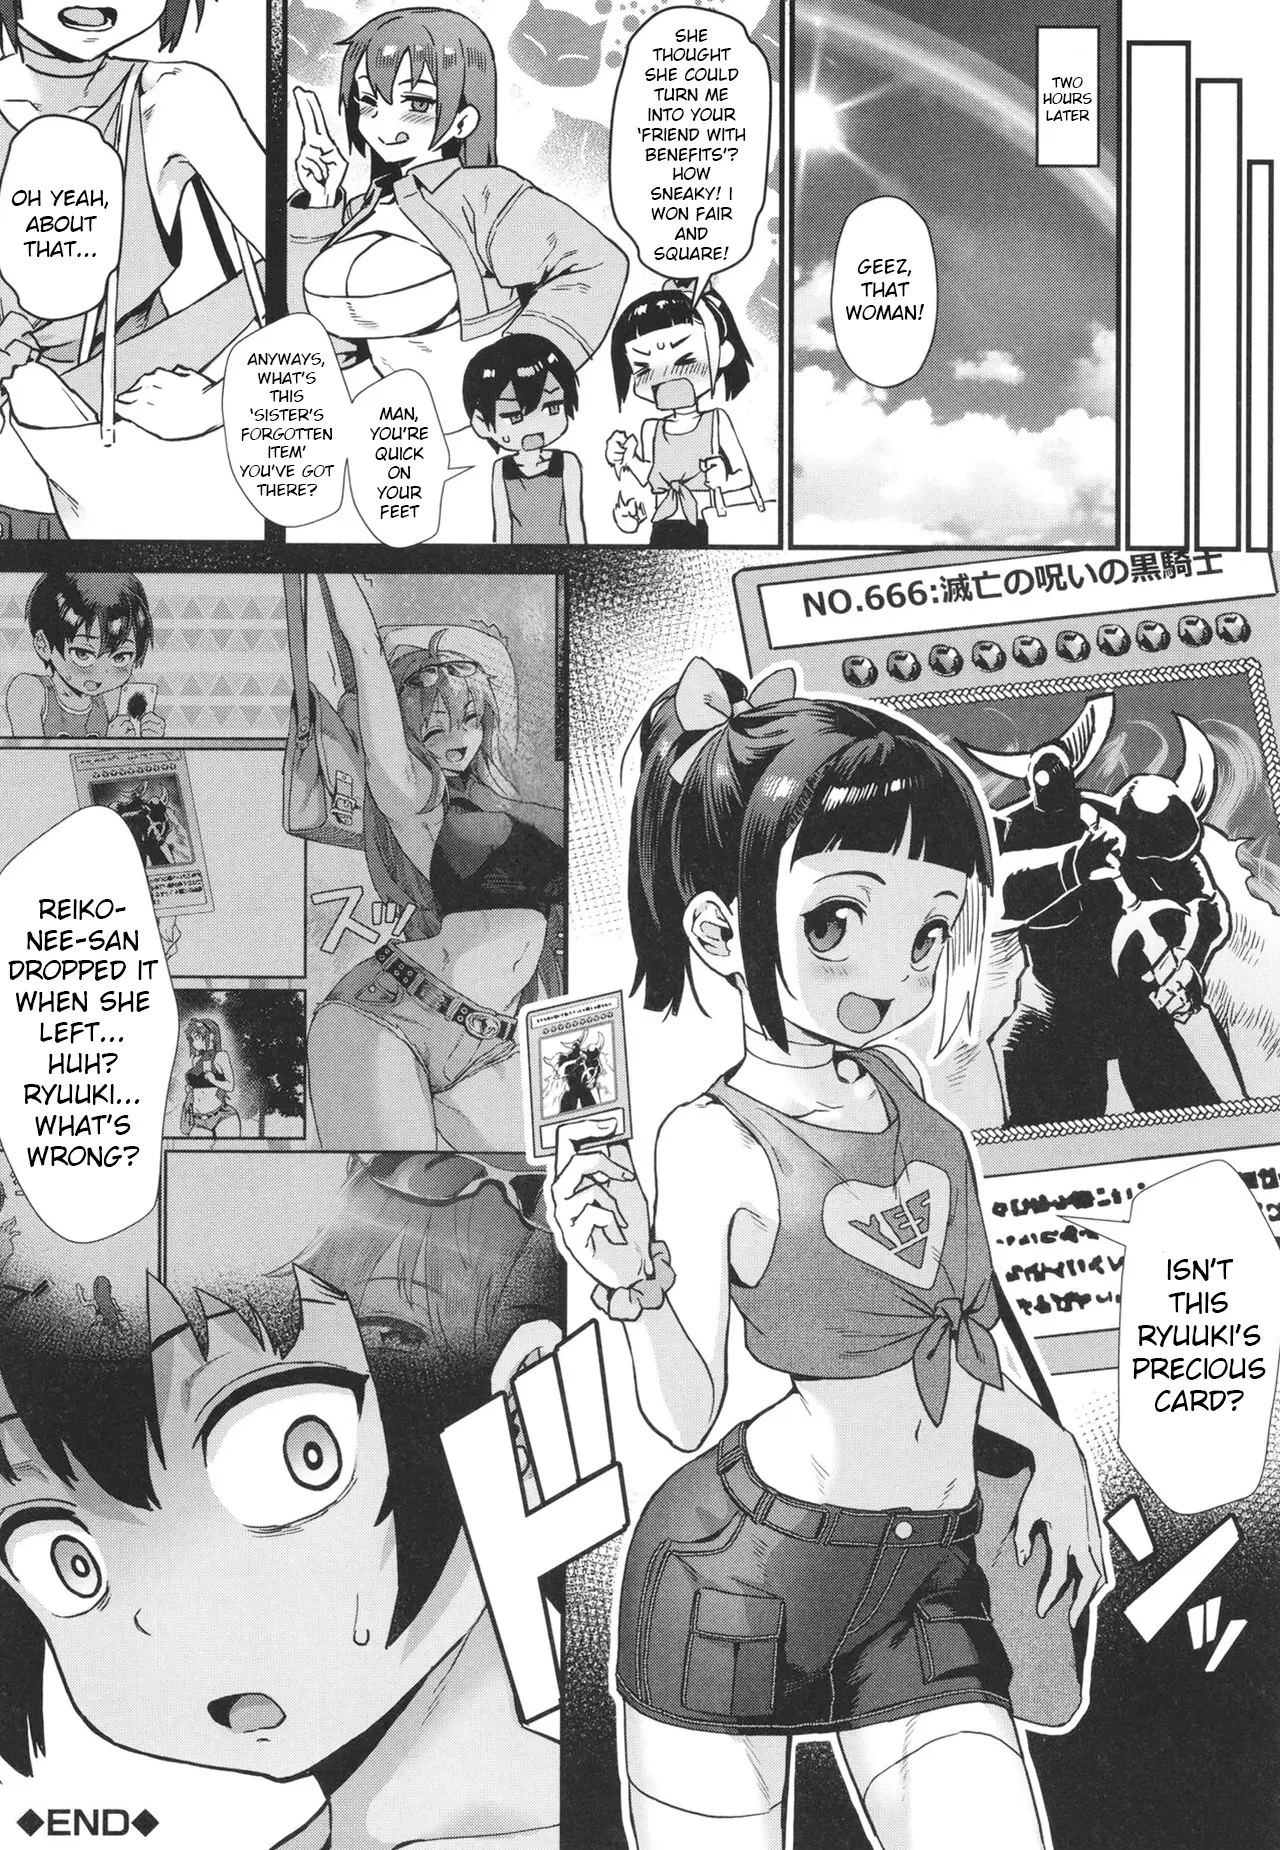 TWO
HOURS
LATER
GEEZ,
THAT
WOMAN!
SHE
THOUGHT
SHE COULD
TURN ME
INTO YOUR
'FRIEND WITH
BENEFITS'?
HOW
SNEAKY! I
WON FAIR
AND
SQUARE!
MAN,
YOU'RE
QUICK
ON
YOUR
FEET
ANYWAYS,
WHAT'S
THIS
'SISTER'S
FORGOTTEN
ITEM'
YOU'VE GOT
THERE?
OH YEAH,
ABOUT
THAT...
NO.666:滅亡の呪いの黒騎士
YES
ISN'T
THIS
RYUUKI'S
PRECIOUS
CARD?
ズッ
REIKO-
NEE-SAN
DROPPED IT
WHEN SHE
LEFT...
HUH?
RYUUKI...
WHAT'S
WRONG?
◆END◆